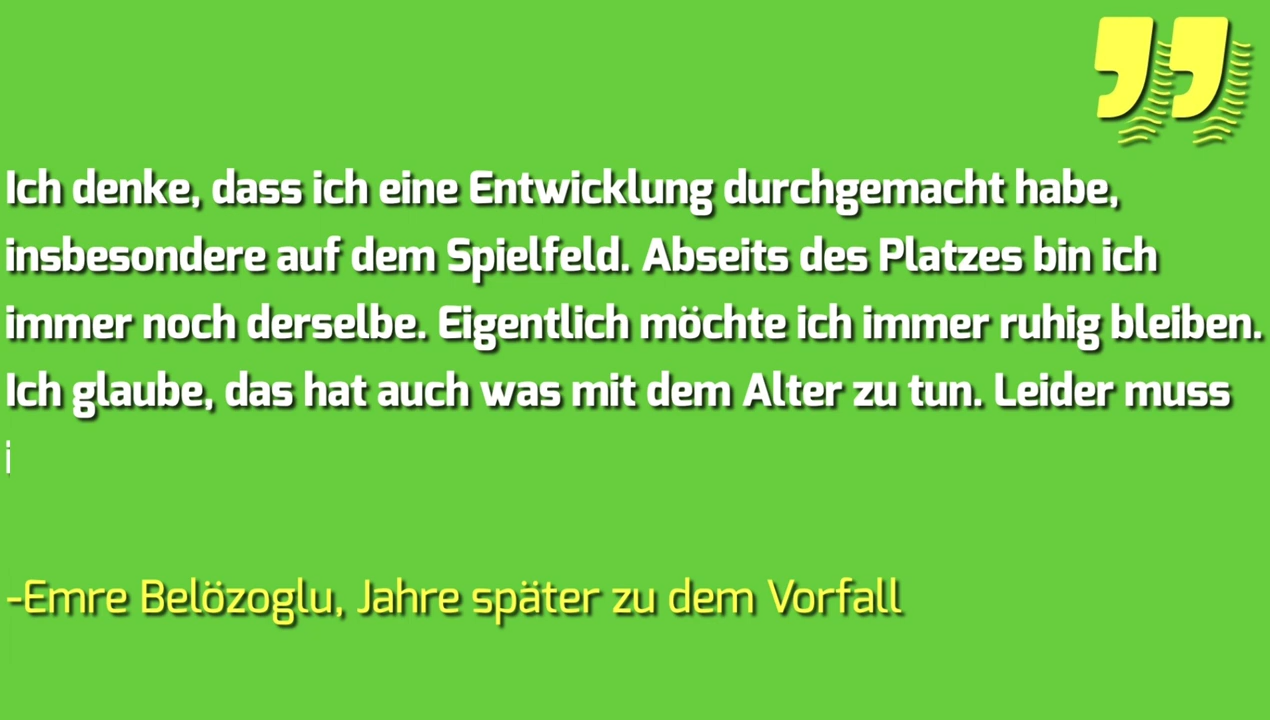 Ich denke, dass ich eine Entwicklung durchgemacht habe,
insbesondere auf dem Spielfeld. Abseits des Platzes bin ich
immer noch derselbe. Eigentlich möchte ich immer ruhig bleiben.
Ich glaube, das hat auch was mit dem Alter zu tun. Leider muss
i
-Emre Belözoglu, Jahre später zu dem Vorfall